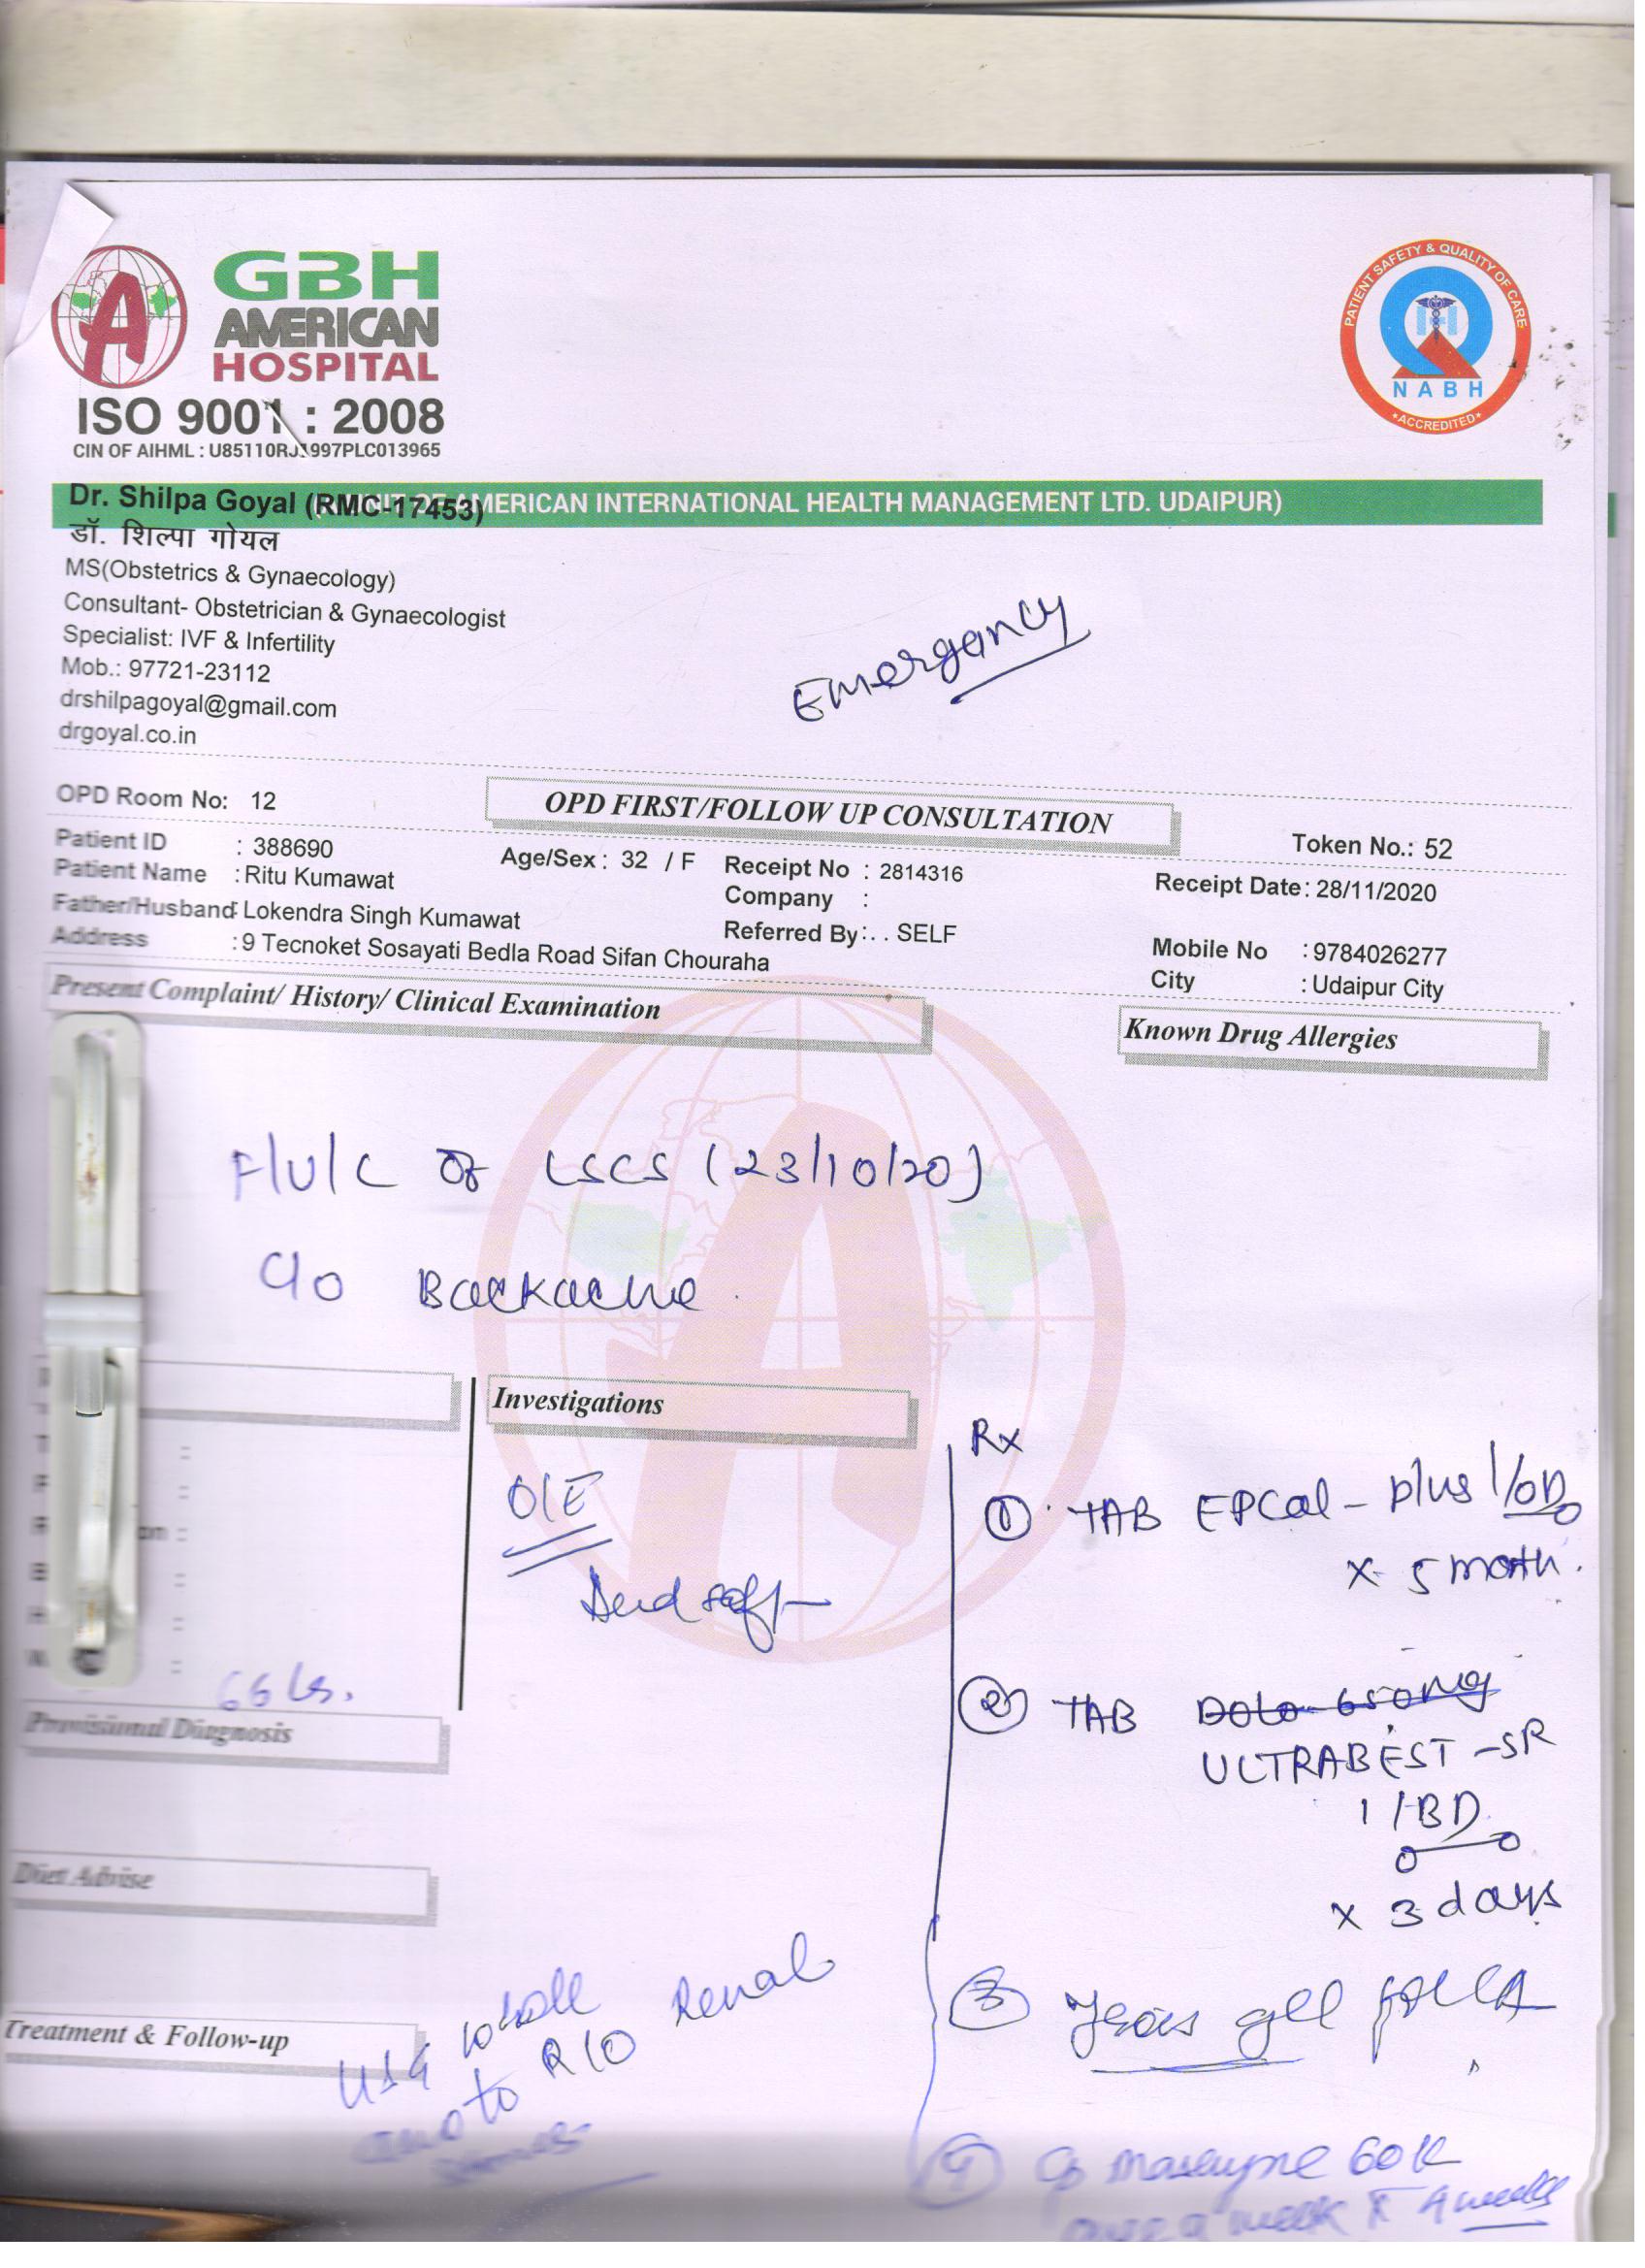 GBH
AMERICAN
HOSPITAL
ISO 9001 : 2008
CIN OF AIHML : U85110RJ1997PLC013965
PATIENT SAFETY & QUALITY OF CARE
NABH
ACCREDITED
AMERICAN INTERNATIONAL HEALTH MANAGEMENT LTD. UDAIPUR)
Dr. Shilpa Goyal (RMC-17453)
डॉ. शिल्पा गोयल
MS(Obstetrics & Gynaecology)
Consultant- Obstetrician & Gynaecologist
Specialist: IVF & Infertility
Mob.: 97721-23112
drshilpagoyal@gmail.com
drgoyal.co.in
Emergancy
OPD Room No: 12
OPD FIRST/FOLLOW UP CONSULTATION
Token No.: 52
Patient ID : 388690
Age/Sex : 32 / F
Receipt No : 2814316
Receipt Date: 28/11/2020
Patient Name : Ritu Kumawat
Company :
Father/Husband: Lokendra Singh Kumawat
Referred By:. . SELF
Mobile No : 9784026277
Address : 9 Tecnoket Sosayati Bedla Road Sifan Chouraha
City : Udaipur City
Present Complaint/ History/ Clinical Examination
Known Drug Allergies
F/U/C of LSCS (23/10/20)
C/o Backache
Investigations
O/E
soft
Rx
① TAB EPCal-plus 1/OD
x 5 month.
② TAB Dolo 650mg
ULTRABEST-SR
1/BD
x 3 days
③ gel for LA
④ 60K
a week x 4 weeks
Provisional Diagnosis
Diet Advise
Treatment & Follow-up
USG whole
to R/O Renal